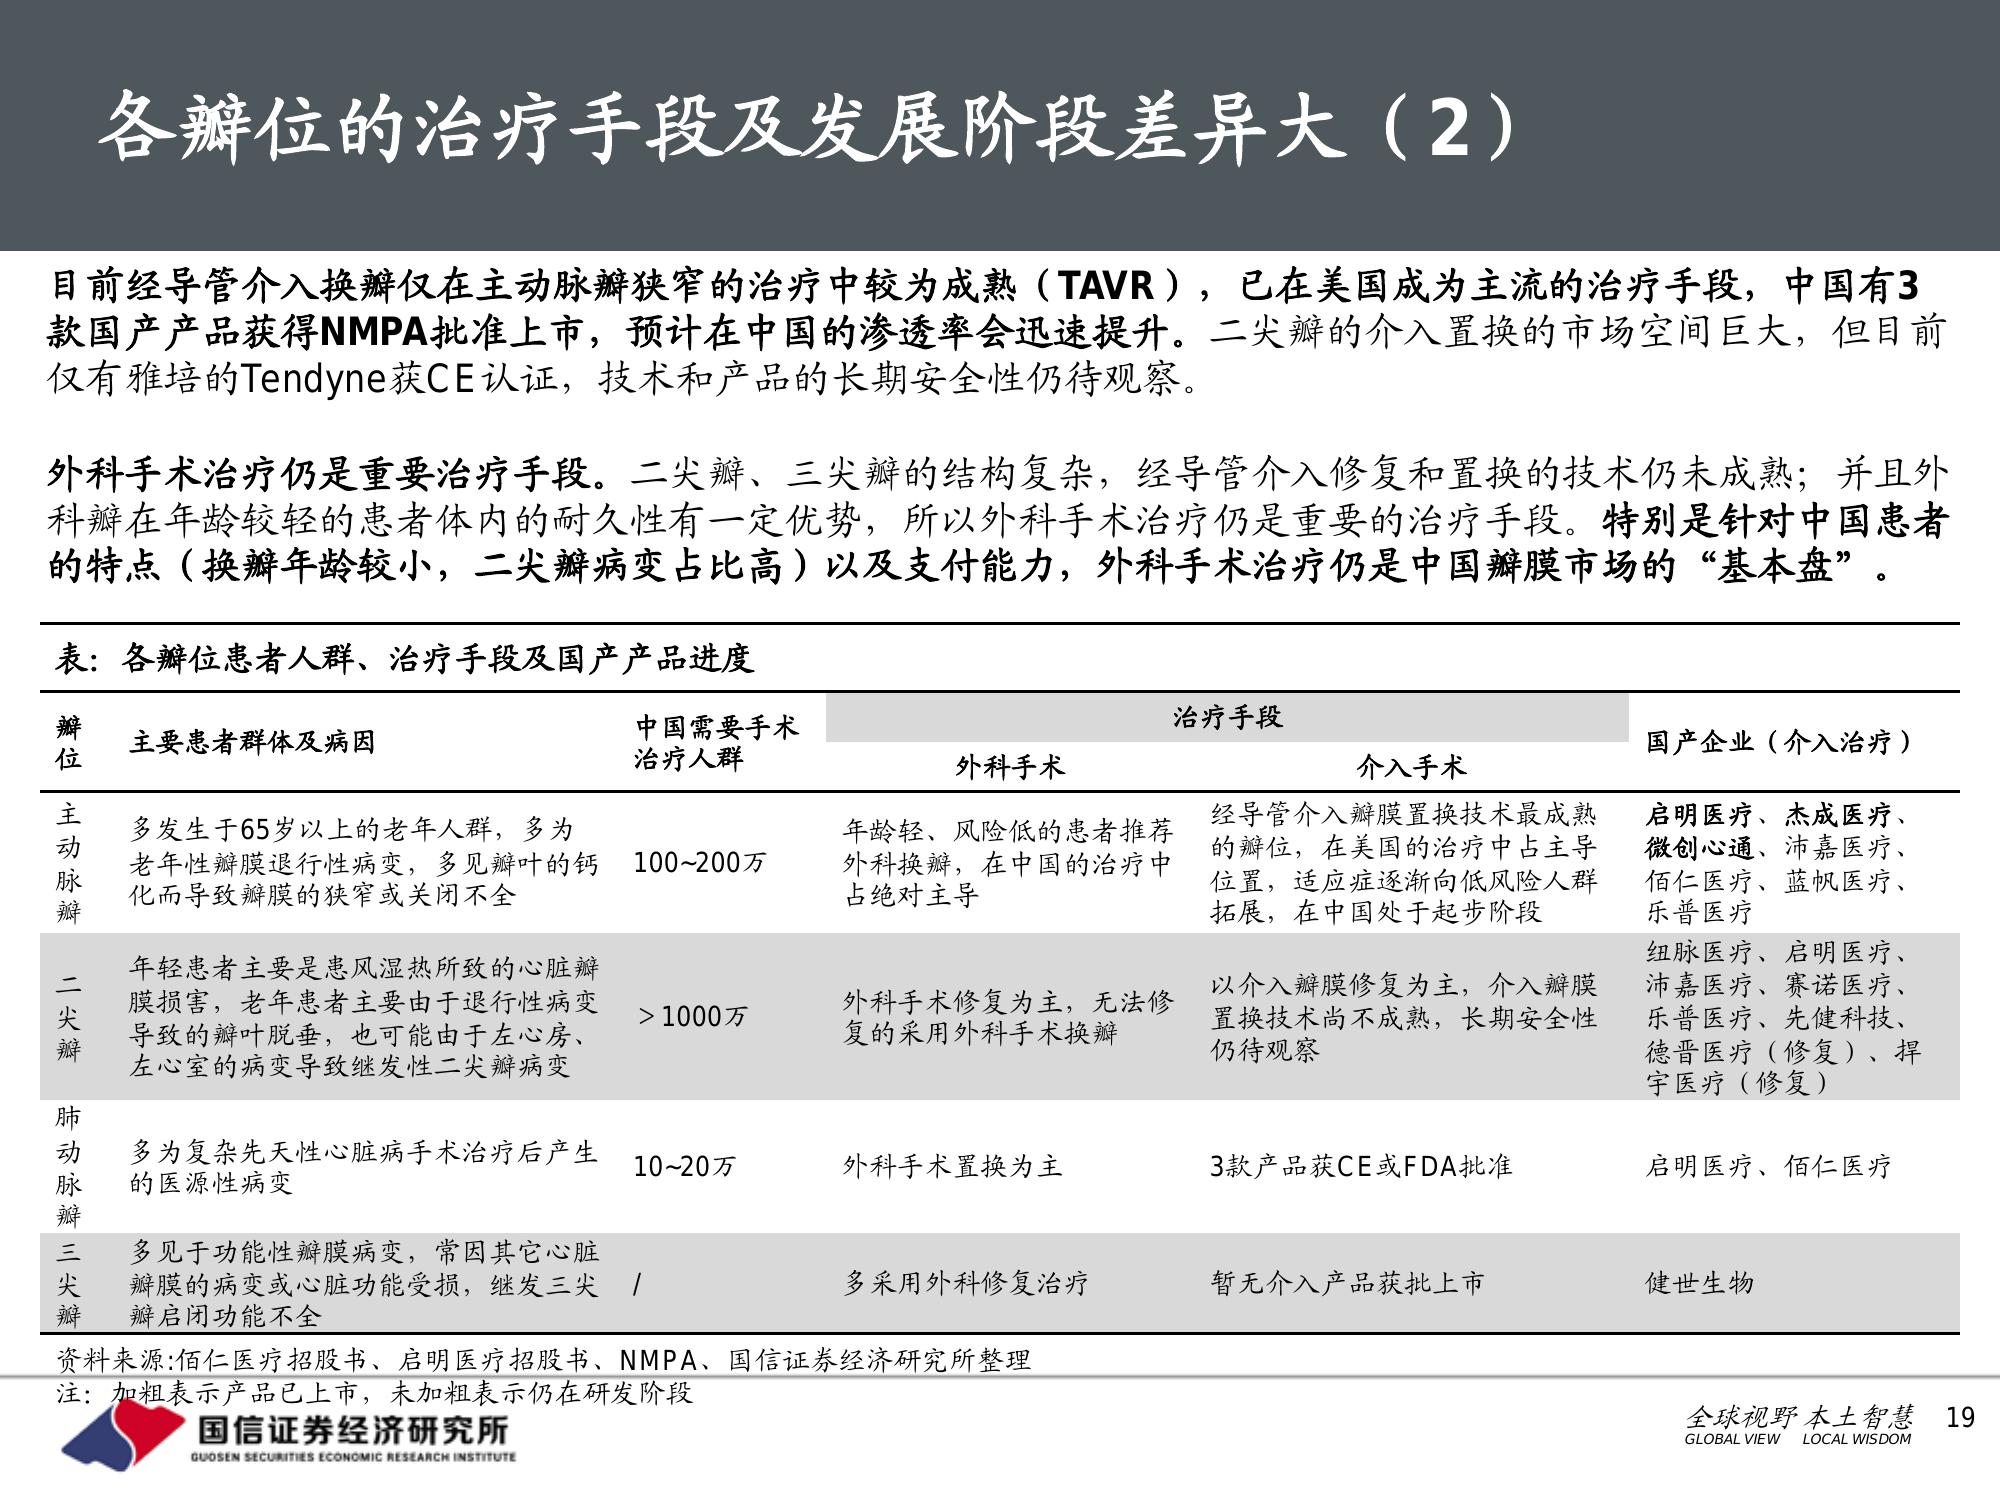 各瓣位的治疗手段及发展阶段差异大（2）
目前经导管介入换瓣仅在主动脉瓣狭窄的治疗中较为成熟（TAVR），已在美国成为主流的治疗手段，中国有3
款国产产品获得NMPA批准上市，预计在中国的渗透率会迅速提升。二尖瓣的介入置换的市场空间巨大，但目前
仅有雅培的Tendyne获CE认证，技术和产品的长期安全性仍待观察。
外科手术治疗仍是重要治疗手段。二尖瓣、三尖瓣的结构复杂，经导管介入修复和置换的技术仍未成熟；并且外
科瓣在年龄较轻的患者体内的耐久性有一定优势，所以外科手术治疗仍是重要的治疗手段。特别是针对中国患者
的特点（换瓣年龄较小，二尖瓣病变占比高）以及支付能力，外科手术治疗仍是中国瓣膜市场的“基本盘”。
表：各瓣位患者人群、治疗手段及国产产品进度
瓣
位
主要患者群体及病因
中国需要手术
治疗人群
治疗手段
外科手术
介入手术
国产企业（介入治疗）
主
动
脉
瓣
多发生于65岁以上的老年人群，多为
老年性瓣膜退行性病变，多见瓣叶的钙
化而导致瓣膜的狭窄或关闭不全
100~200万
年龄轻、风险低的患者推荐
外科换瓣，在中国的治疗中
占绝对主导
经导管介入瓣膜置换技术最成熟
的瓣位，在美国的治疗中占主导
位置，适应症逐渐向低风险人群
拓展，在中国处于起步阶段
启明医疗、杰成医疗、
微创心通、沛嘉医疗、
佰仁医疗、蓝帆医疗、
乐普医疗
二
尖
瓣
年轻患者主要是患风湿热所致的心脏瓣
膜损害，老年患者主要由于退行性病变
导致的瓣叶脱垂，也可能由于左心房、
左心室的病变导致继发性二尖瓣病变
＞1000万
外科手术修复为主，无法修
复的采用外科手术换瓣
以介入瓣膜修复为主，介入瓣膜
置换技术尚不成熟，长期安全性
仍待观察
纽脉医疗、启明医疗、
沛嘉医疗、赛诺医疗、
乐普医疗、先健科技、
德晋医疗（修复）、捍
宇医疗（修复）
肺
动
脉
瓣
多为复杂先天性心脏病手术治疗后产生
的医源性病变
10~20万
外科手术置换为主
3款产品获CE或FDA批准
启明医疗、佰仁医疗
三
尖
瓣
多见于功能性瓣膜病变，常因其它心脏
瓣膜的病变或心脏功能受损，继发三尖
瓣启闭功能不全
/
多采用外科修复治疗
暂无介入产品获批上市
健世生物
资料来源:佰仁医疗招股书、启明医疗招股书、NMPA、国信证券经济研究所整理
注：加粗表示产品已上市，未加粗表示仍在研发阶段
国信证券经济研究所
GUOSEN SECURITIES ECONOMIC RESEARCH INSTITUTE
全球视野 本土智慧
GLOBAL VIEW LOCAL WISDOM
19